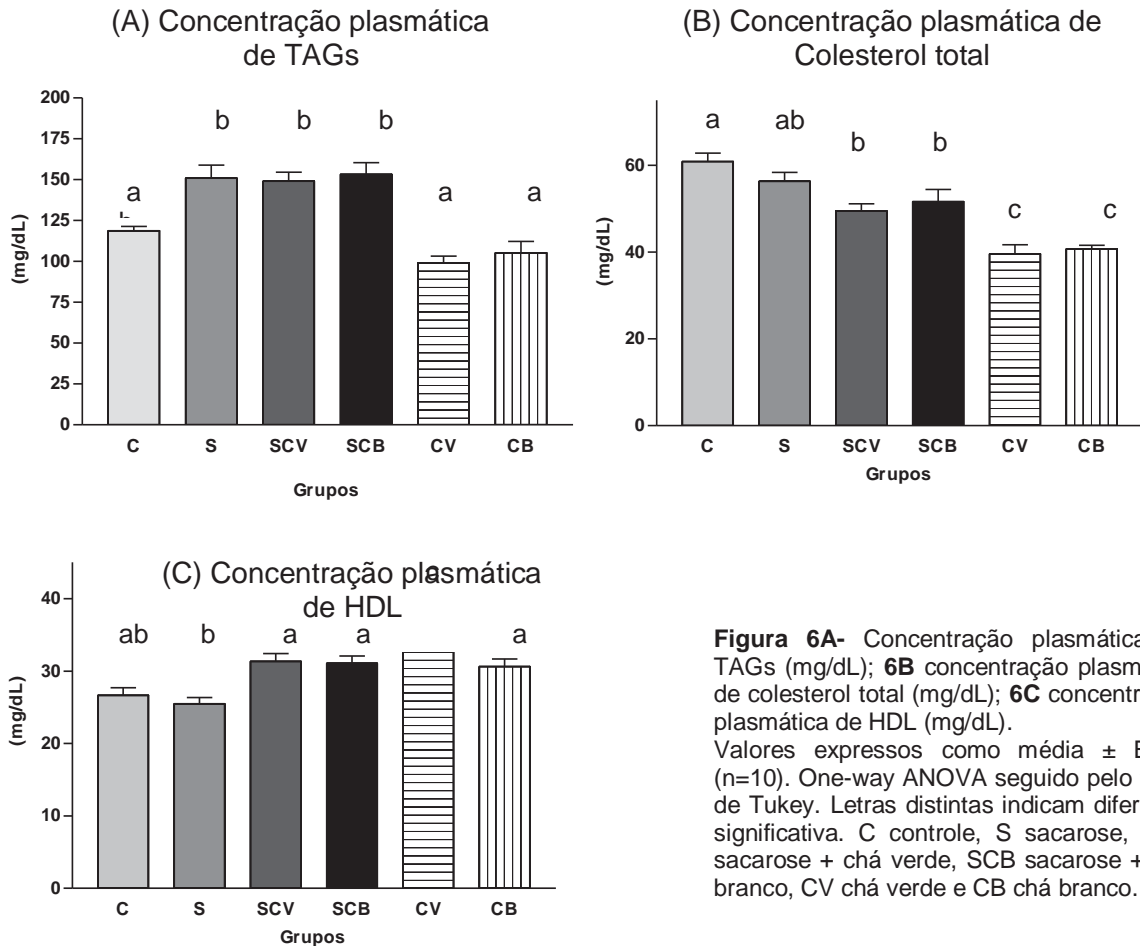 (A) Concentração plasmática
de TAGs
200
175
150
125
100
75
50
25
0
(mg/dL)
a
b
b
b
a
a
C S SCV SCB CV CB
Grupos
(B) Concentração plasmática de
Colesterol total
60
40
20
0
(mg/dL)
a
ab
b
b
c
c
C S SCV SCB CV CB
Grupos
(C) Concentração plasmática
de HDL
40
30
20
10
0
(mg/dL)
ab
b
a
a
a
C S SCV SCB CV CB
Grupos
Figura 6A- Concentração plasmática
TAGs (mg/dL); 6B concentração plasm
de colesterol total (mg/dL); 6C concentr
plasmática de HDL (mg/dL).
Valores expressos como média ± E
(n=10). One-way ANOVA seguido pelo
de Tukey. Letras distintas indicam difer
significativa. C controle, S sacarose,
sacarose + chá verde, SCB sacarose +
branco, CV chá verde e CB chá branco.